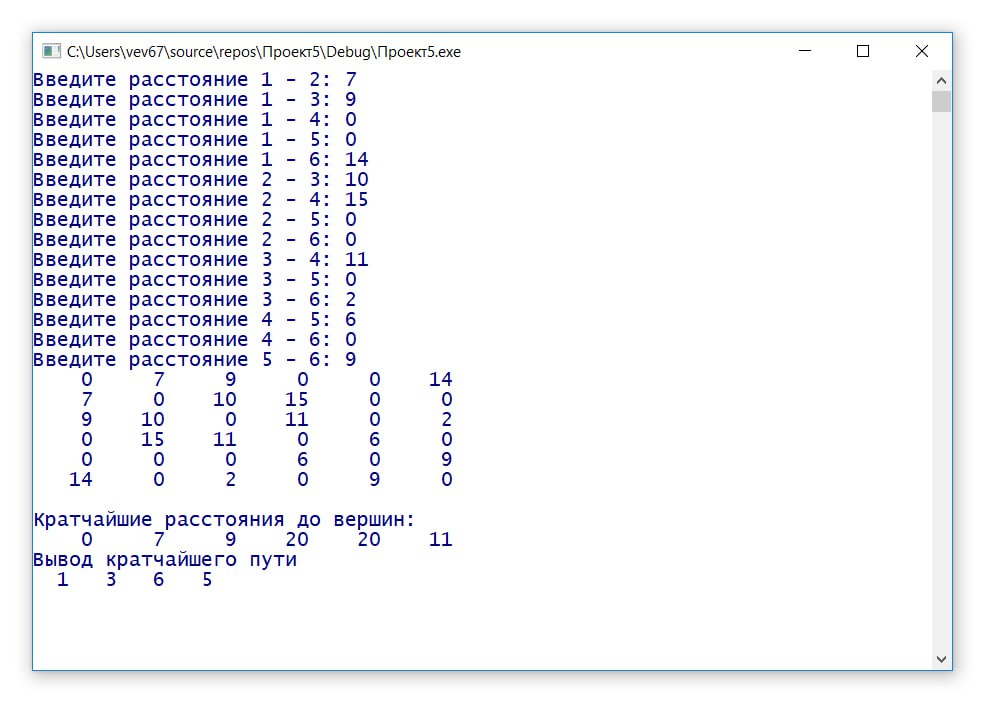 C:\Users\vev67\source\repos\Проект5\Debug\Проект5.exe
Введите расстояние 1 - 2: 7
Введите расстояние 1 - 3: 9
Введите расстояние 1 - 4: 0
Введите расстояние 1 - 5: 0
Введите расстояние 1 - 6: 14
Введите расстояние 2 - 3: 10
Введите расстояние 2 - 4: 15
Введите расстояние 2 - 5: 0
Введите расстояние 2 - 6: 0
Введите расстояние 3 - 4: 11
Введите расстояние 3 - 5: 0
Введите расстояние 3 - 6: 2
Введите расстояние 4 - 5: 6
Введите расстояние 4 - 6: 0
Введите расстояние 5 - 6: 9
0 7 9 0 0 14
7 0 10 15 0 0
9 10 0 11 0 2
0 15 11 0 6 0
0 0 0 6 0 9
14 0 2 0 9 0
Кратчайшие расстояния до вершин:
0 7 9 20 20 11
Вывод кратчайшего пути
1 3 6 5